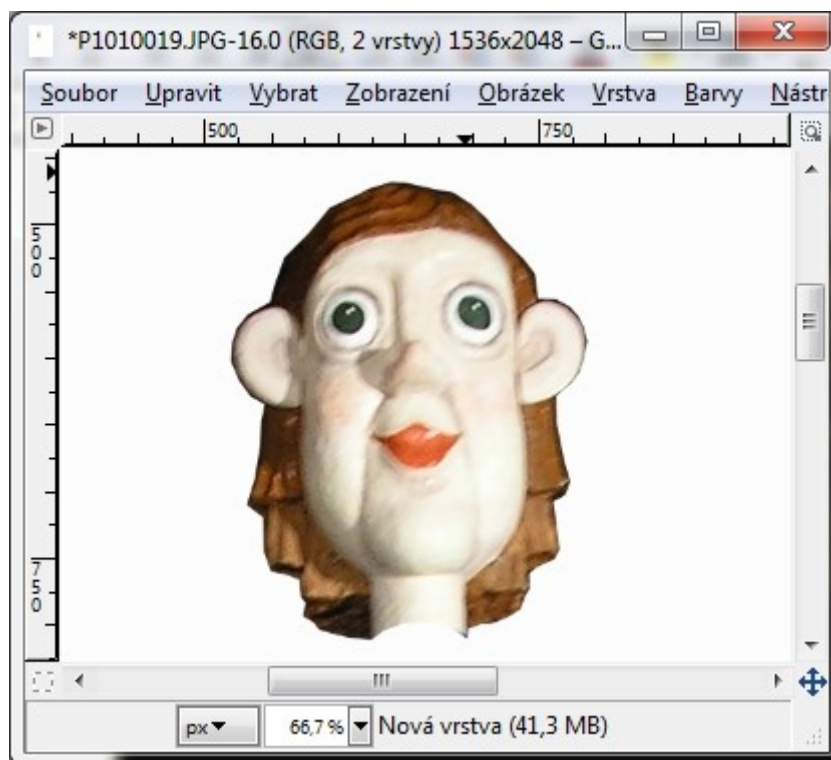 *P1010019.JPG-16.0 (RGB, 2 vrstvy) 1536x2048 – G...
Soubor Upravit Vybrat Zobrazení Obrázek Vrstva Barvy Nástr
500 750
500
750
px 66,7 % Nová vrstva (41,3 MB)